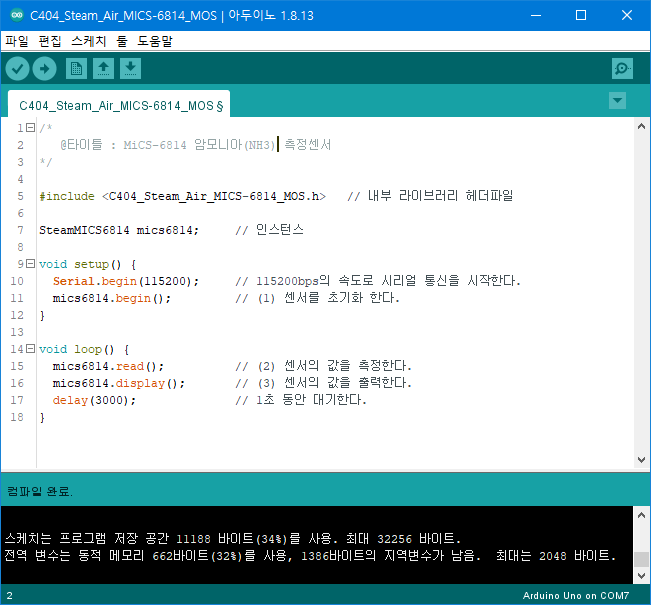 C404_Steam_Air_MICS-6814_MOS | 아두이노 1.8.13
파일 편집 스케치 툴 도움말
C404_Steam_Air_MICS-6814_MOS §
1 /*
2 @타이틀 : MiCS-6814 암모니아(NH3) 측정센서
3 */
4
5 #include <C404_Steam_Air_MICS-6814_MOS.h> // 내부 라이브러리 헤더파일
6
7 SteamMICS6814 mics6814; // 인스턴스
8
9 void setup() {
10 Serial.begin(115200); // 115200bps의 속도로 시리얼 통신을 시작한다.
11 mics6814.begin(); // (1) 센서를 초기화 한다.
12 }
13
14 void loop() {
15 mics6814.read(); // (2) 센서의 값을 측정한다.
16 mics6814.display(); // (3) 센서의 값을 출력한다.
17 delay(3000); // 1초 동안 대기한다.
18 }
컴파일 완료.
스케치는 프로그램 저장 공간 11188 바이트(34%)를 사용. 최대 32256 바이트.
전역 변수는 동적 메모리 662바이트(32%)를 사용, 1386바이트의 지역변수가 남음. 최대는 2048 바이트.
2 Arduino Uno on COM7